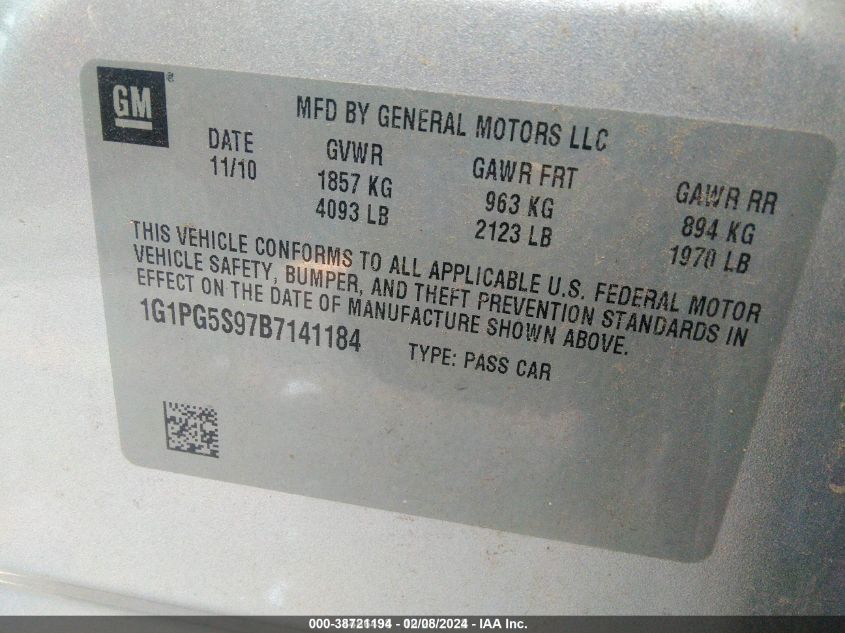 GM ®
MFD BY GENERAL MOTORS LLC
DATE GVWR GAWR FRT GAWR RR
11/10 1857 KG 963 KG 894 KG
4093 LB 2123 LB 1970 LB
THIS VEHICLE CONFORMS TO ALL APPLICABLE U.S. FEDERAL MOTOR
VEHICLE SAFETY, BUMPER, AND THEFT PREVENTION STANDARDS IN
EFFECT ON THE DATE OF MANUFACTURE SHOWN ABOVE.
1G1PG5S97B7141184 TYPE: PASS CAR
000-38721194 - 02/08/2024 - IAA Inc.